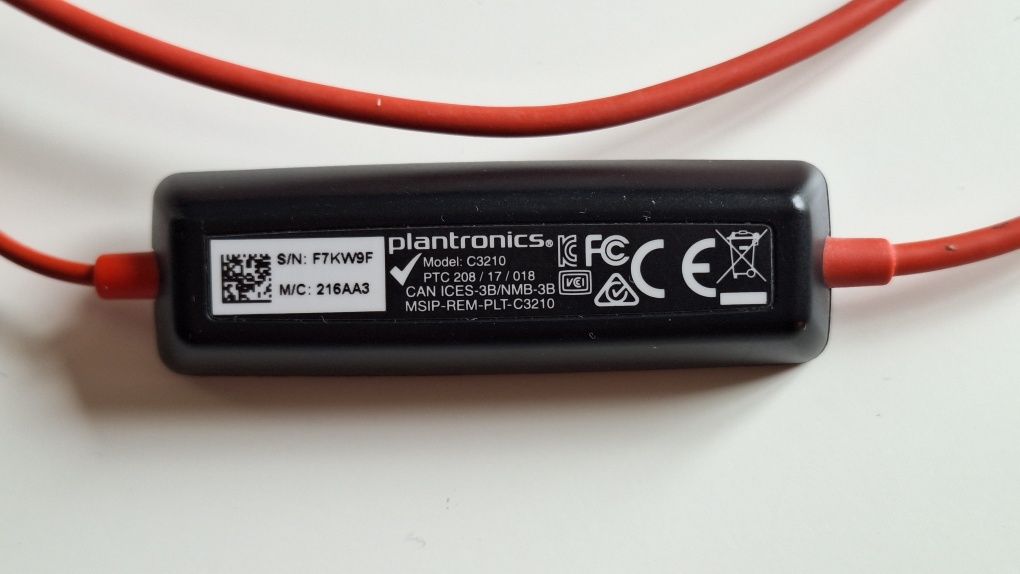 S/N: F7KW9F
M/C: 216AA3
plantronics®
Model: C3210
PTC 208 / 17 / 018
CAN ICES-3B/NMB-3B
MSIP-REM-PLT-C3210
FC
VCI
CE